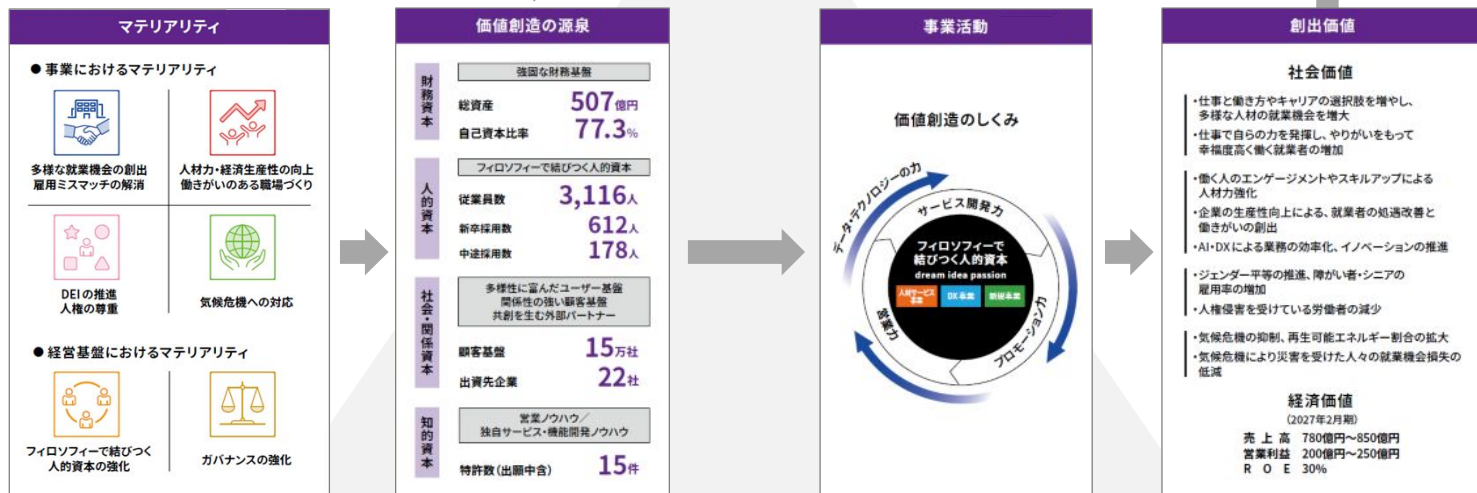 マテリアリティ
● 事業におけるマテリアリティ
多様な就業機会の創出
雇用ミスマッチの解消
人材力・経済生産性の向上
働きがいのある職場づくり
DEIの推進
人権の尊重
気候危機への対応
● 経営基盤におけるマテリアリティ
フィロソフィーで結びつく
人的資本の強化
ガバナンスの強化
価値創造の源泉
財務資本
強固な財務基盤
総資産 507億円
自己資本比率 77.3%
人的資本
フィロソフィーで結びつく人的資本
従業員数 3,116人
新卒採用数 612人
中途採用数 178人
社会・関係資本
多様性に富んだユーザー基盤
関係性の強い顧客基盤
共創を生む外部パートナー
顧客基盤 15万社
出資先企業 22社
知的資本
営業ノウハウ／
独自サービス・機能開発ノウハウ
特許数(出願中含) 15件
事業活動
価値創造のしくみ
データ・テクノロジーの力
サービス開発力
フィロソフィーで
結びつく人的資本
dream idea passion
人材サービス
事業
DX事業
新規事業
営業力
プロモーション力
創出価値
社会価値
・仕事と働き方やキャリアの選択肢を増やし、
多様な人材の就業機会を増大
・仕事で自らの力を発揮し、やりがいをもって
幸福度高く働く就業者の増加
・働く人のエンゲージメントやスキルアップによる
人材力強化
・企業の生産性向上による、就業者の処遇改善と
働きがいの創出
・AI・DXによる業務の効率化、イノベーションの推進
・ジェンダー平等の推進、障がい者・シニアの
雇用率の増加
・人権侵害を受けている労働者の減少
・気候危機の抑制、再生可能エネルギー割合の拡大
・気候危機により災害を受けた人々の就業機会損失の
低減
経済価値
(2027年2月期)
売上高 780億円～850億円
営業利益 200億円～250億円
ROE 30%